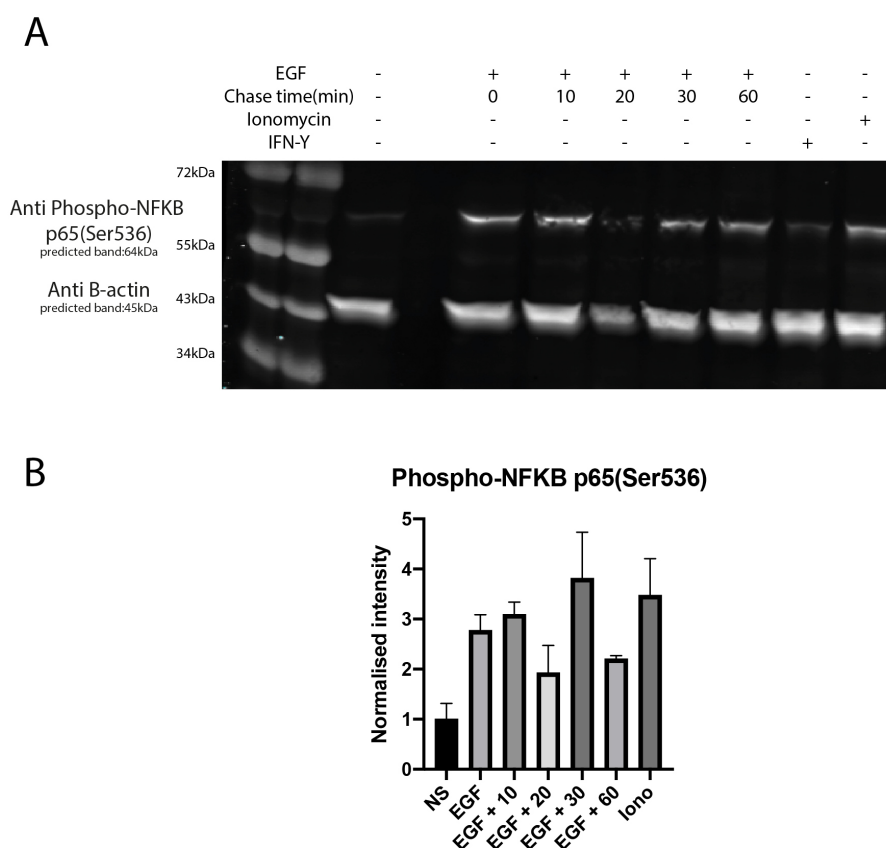 A
EGF - + + + + + - -
Chase time(min) - 0 10 20 30 60 - -
Ionomycin - - - - - - - +
IFN-Y - - - - - - + -
72kDa
Anti Phospho-NFKB
p65(Ser536)
predicted band:64kDa
55kDa
Anti B-actin
predicted band:45kDa
43kDa
34kDa
B
Phospho-NFKB p65(Ser536)
Normalised intensity
5
4
3
2
1
0
NS EGF EGF + 10 EGF + 20 EGF + 30 EGF + 60 Iono